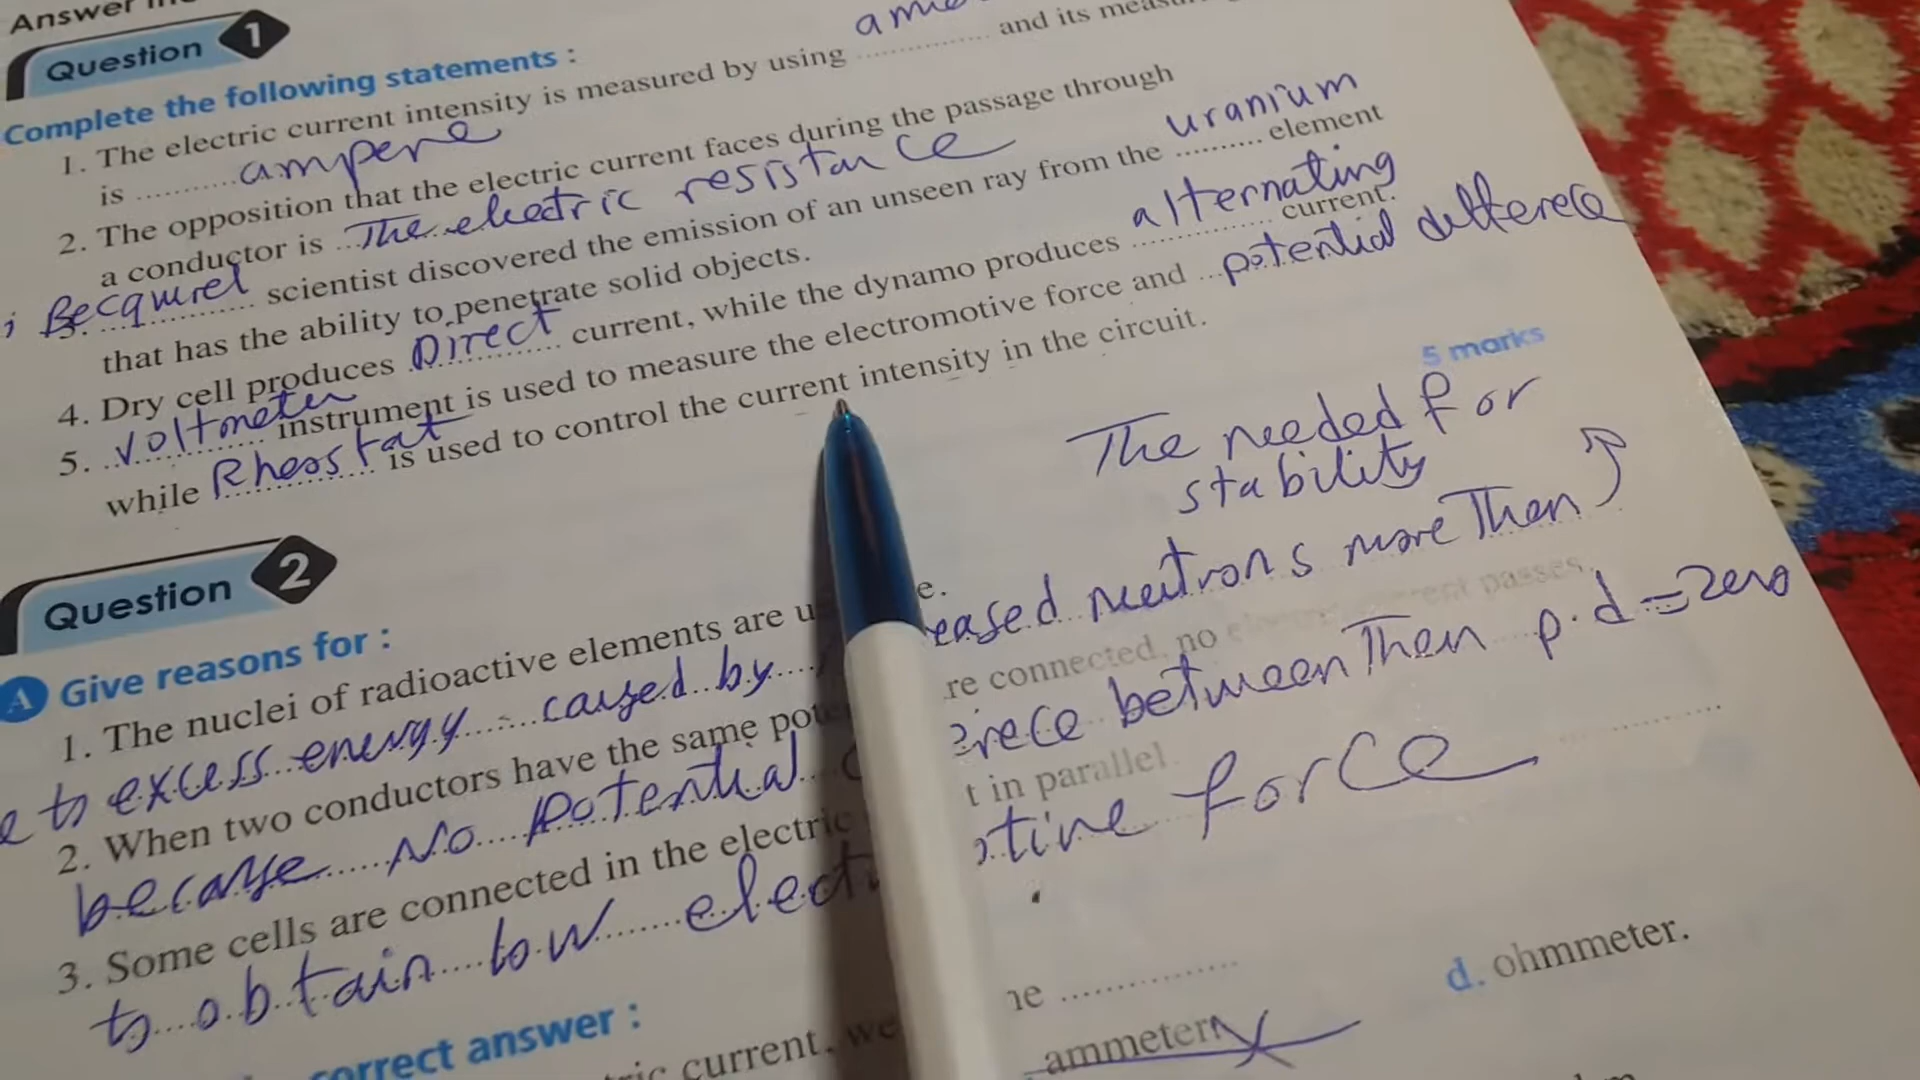 Answer
Question 1
Complete the following statements :
1. The electric current intensity is measured by using ............ and its
is ............ ampere
2. The opposition that the electric current faces during the passage through
a conductor is The electric resistance
3. Becqurel scientist discovered the emission of an unseen ray from the uranium element
that has the ability to penetrate solid objects.
4. Dry cell produces Direct current, while the dynamo produces alternating current.
5. Voltmeter instrument is used to measure the electromotive force and potential differece
while Rheostat is used to control the current intensity in the circuit.
5 marks
The needed for
stability
Question 2
A Give reasons for :
1. The nuclei of radioactive elements are
to excess energy caused by neutrons more Then
2. When two conductors have the same connected, no
because No potential between Then p.d = zero
3. Some cells are connected in the electric in parallel
to obtain low force
correct answer :
current,
ammeter
d. ohmmeter.